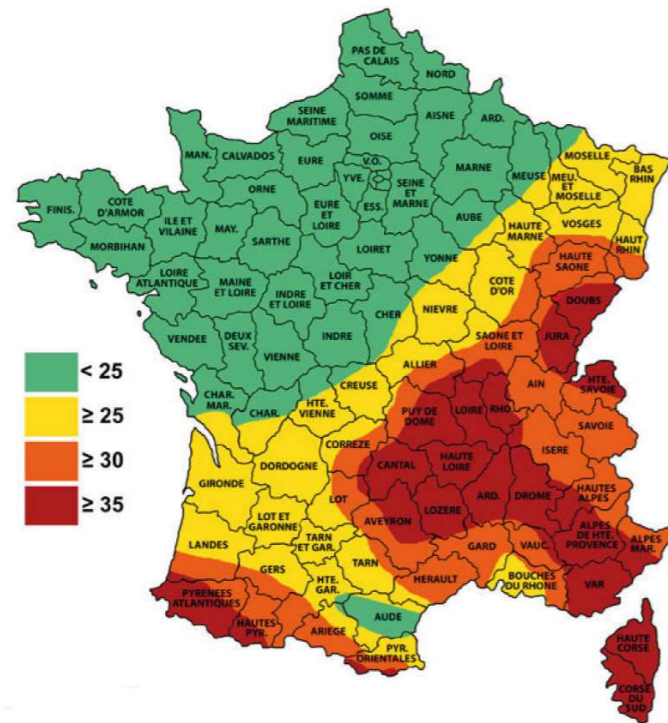 PAS DE
CALAIS
NORD
SOMME
SEINE
MARITIME
AISNE
ARD.
OISE
MAN.
CALVADOS
EURE
V.O.
YVE.
ESS.
SEINE
ET
MARNE
MARNE
MEUSE
MOSELLE
MEU.
ET
MOSELLE
BAS
RHIN
ORNE
EURE
ET
LOIRE
FINIS.
COTE
D'ARMOR
ILE ET
VILAINE
MAY.
MORBIHAN
SARTHE
LOIRET
AUBE
HAUTE
MARNE
VOSGES
HAUT
RHIN
YONNE
LOIRE
ATLANTIQUE
MAINE
ET LOIRE
INDRE
ET LOIRE
LOIR
ET CHER
CHER
NIEVRE
COTE
D'OR
HAUTE
SAONE
DOUBS
JURA
VENDEE
DEUX
SEV.
VIENNE
INDRE
SAONE ET
LOIRE
ALLIER
CREUSE
CHAR.
MAR.
CHAR.
HTE.
VIENNE
PUY DE
DOME
LOIRE
RHO.
AIN
HTE.
SAVOIE
SAVOIE
ISERE
CORREZE
DORDOGNE
GIRONDE
CANTAL
HAUTE
LOIRE
LOT
LOT ET
GARONNE
AVEYRON
LOZERE
ARD.
DROME
HAUTES
ALPES
LANDES
TARN
ET GAR.
TARN
GARD
VAUC.
ALPES
DE HTE.
PROVENCE
ALPES
MAR.
GERS
HTE.
GAR.
HERAULT
BOUCHES
DU RHONE
VAR
PYRENEES
ATLANTIQUES
HAUTES
PYR.
ARIEGE
AUDE
PYR.
ORIENTALES
HAUTE
CORSE
CORSE
DU
SUD
< 25
≥ 25
≥ 30
≥ 35